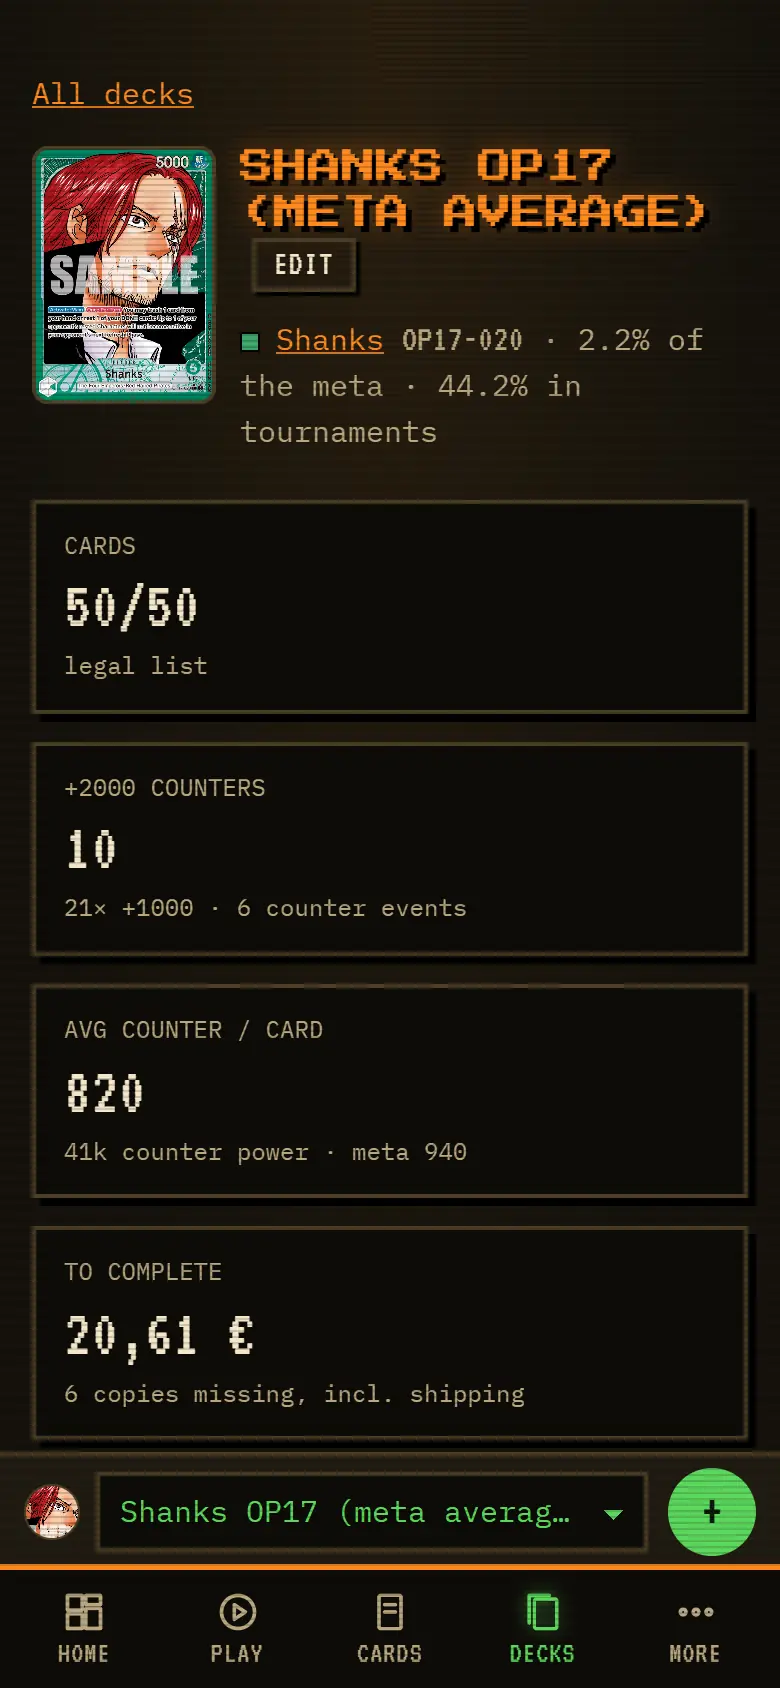 All decks
5000
SAMPLE
Shanks
SHANKS OP17
(META AVERAGE)
EDIT
Shanks OP17-020 · 2.2% of
the meta · 44.2% in
tournaments
CARDS
50/50
legal list
+2000 COUNTERS
10
21× +1000 · 6 counter events
AVG COUNTER / CARD
820
41k counter power · meta 940
TO COMPLETE
20,61 €
6 copies missing, incl. shipping
Shanks OP17 (meta averag…
+
HOME
PLAY
CARDS
DECKS
MORE